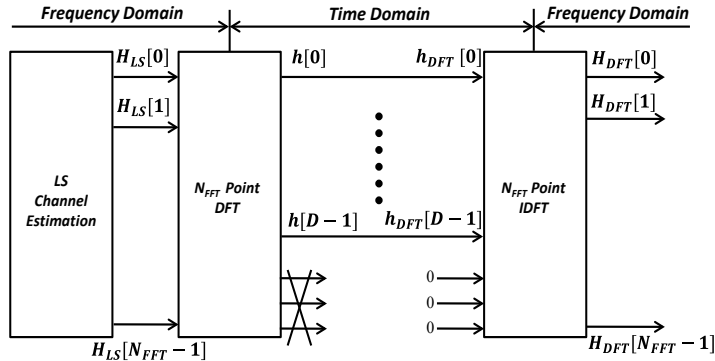 Frequency Domain
Time Domain
Frequency Domain
H_LS[0]
h[0]
h_DFT [0]
H_DFT[0]
H_LS[1]
H_DFT[1]
LS
Channel
Estimation
N_FFT Point
DFT
N_FFT Point
IDFT
h[D − 1]
h_DFT[D − 1]
0
0
0
H_LS[N_FFT − 1]
H_DFT[N_FFT − 1]